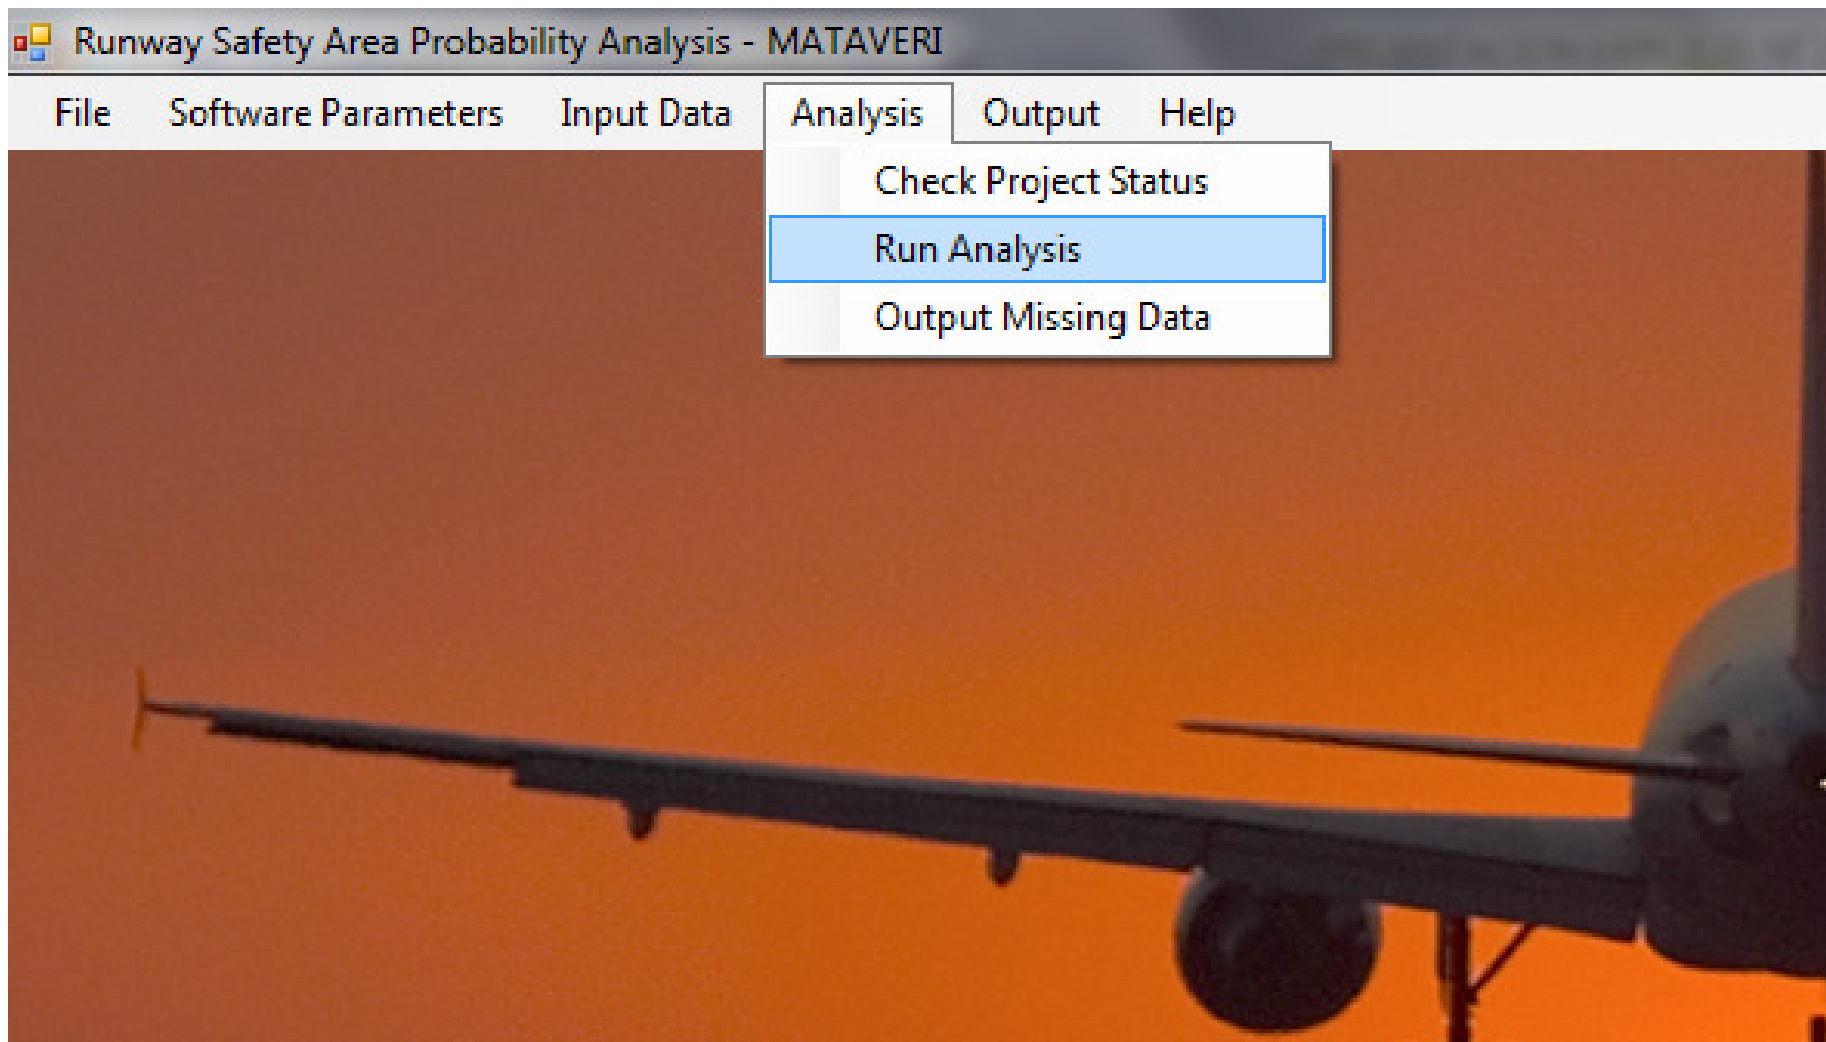 Runway Safety Area Probability Analysis - MATAVERI
File Software Parameters Input Data Analysis Output Help
Check Project Status
Run Analysis
Output Missing Data